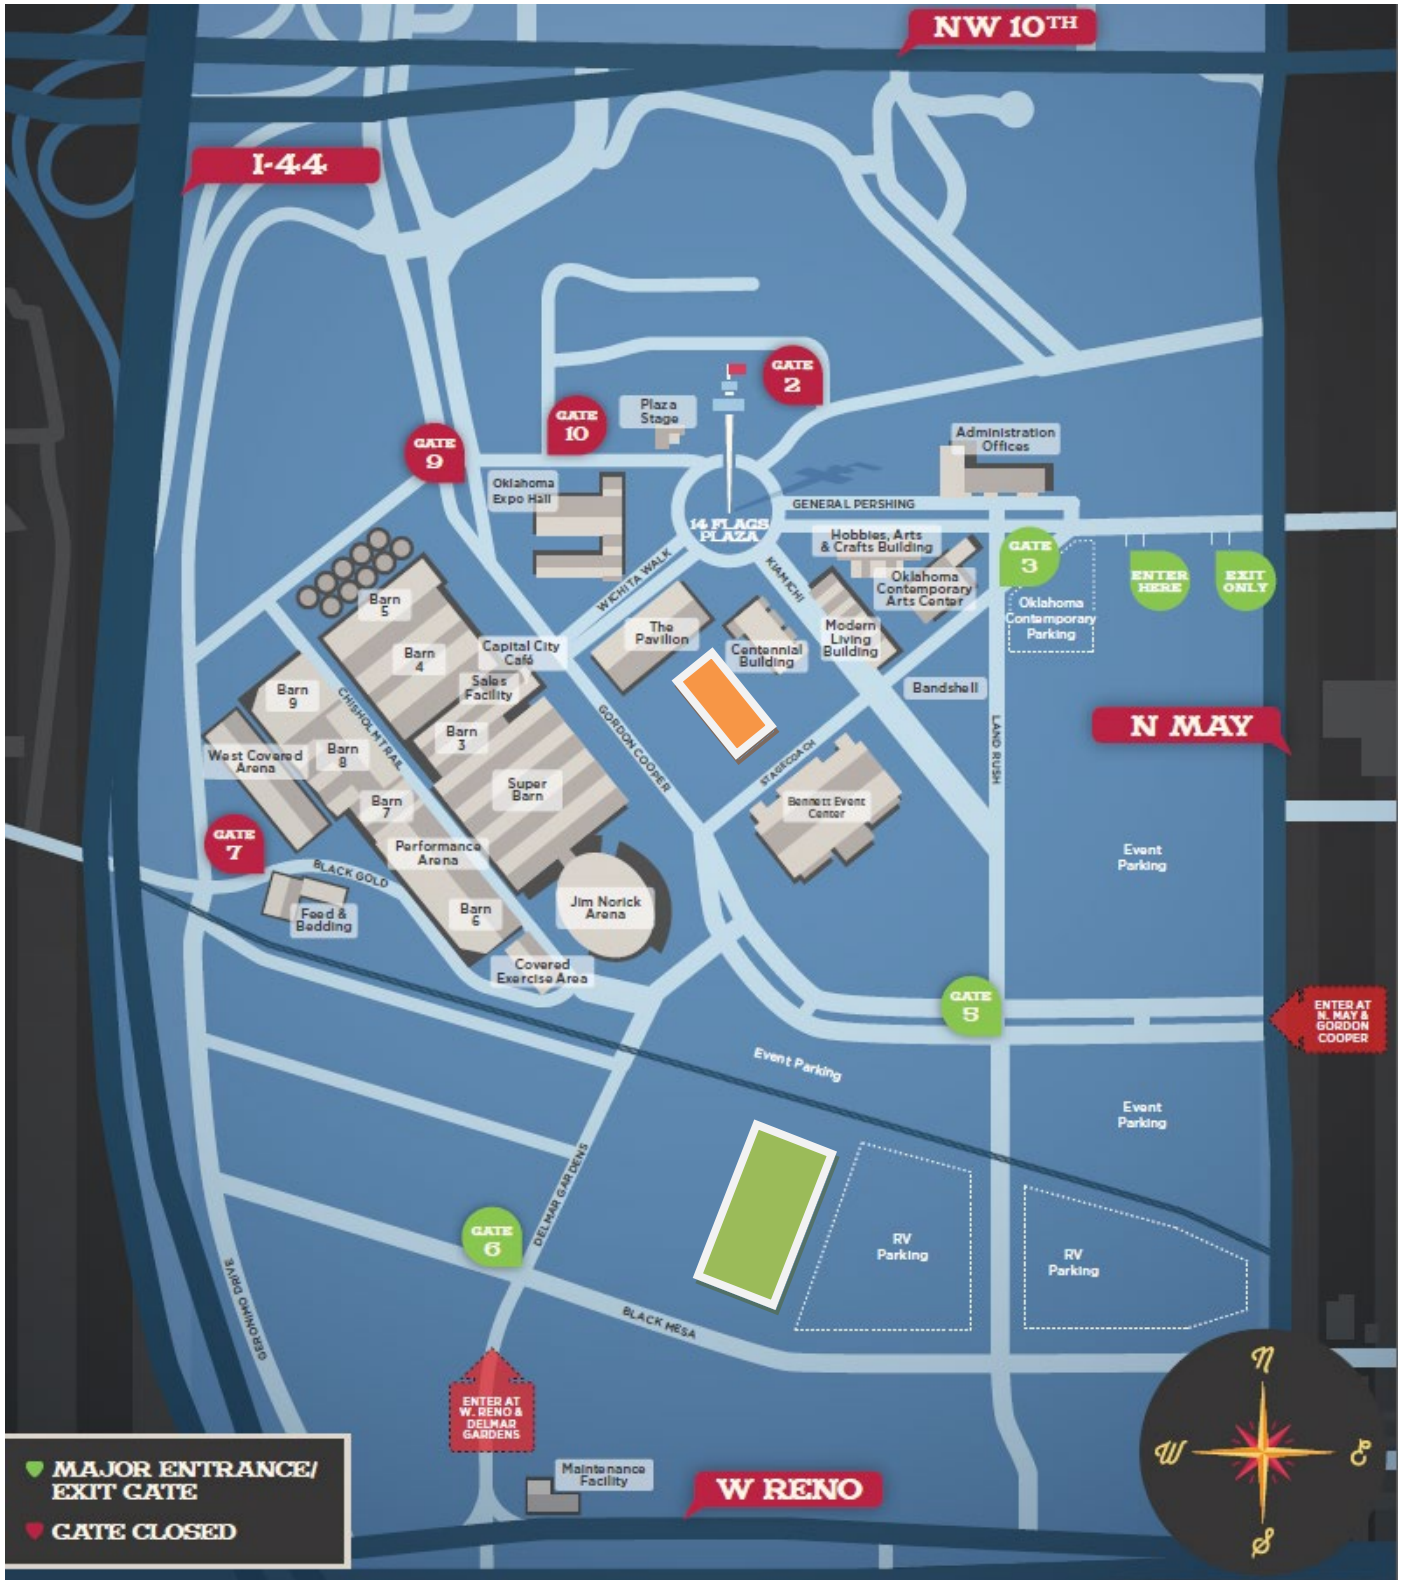 NW 10TH
I-44
GATE
2
Plaza
Stage
GATE
10
GATE
9
Administration
Offices
Oklahoma
Expo Hall
GENERAL PERSHING
14 FLAGS
PLAZA
Hobbies, Arts
& Crafts Building
GATE
3
ENTER
HERE
EXIT
ONLY
WICHITA WALK
KIAMICHI
Oklahoma
Contemporary
Arts Center
Oklahoma
Contemporary
Parking
Barn
5
The
Pavilion
Modern
Living
Building
Centennial
Building
Capital City
Café
Barn
4
Sales
Facility
Bandshell
Barn
9
CHISHOLM TRAIL
Barn
3
GORDON COOPER
LAND RUSH
N MAY
West Covered
Arena
Barn
8
STAGECOACH
Super
Barn
Barn
7
Bennett Event
Center
GATE
7
Performance
Arena
Event
Parking
BLACK GOLD
Jim Norick
Arena
Barn
6
Feed &
Bedding
Covered
Exercise Area
GATE
5
ENTER AT
N. MAY &
GORDON
COOPER
Event Parking
Event
Parking
DELMAR GARDENS
GATE
6
RV
Parking
RV
Parking
GERONIMO DRIVE
BLACK MESA
ENTER AT
W. RENO &
DELMAR
GARDENS
N
W
E
S
Maintenance
Facility
W RENO
MAJOR ENTRANCE/
EXIT GATE
GATE CLOSED